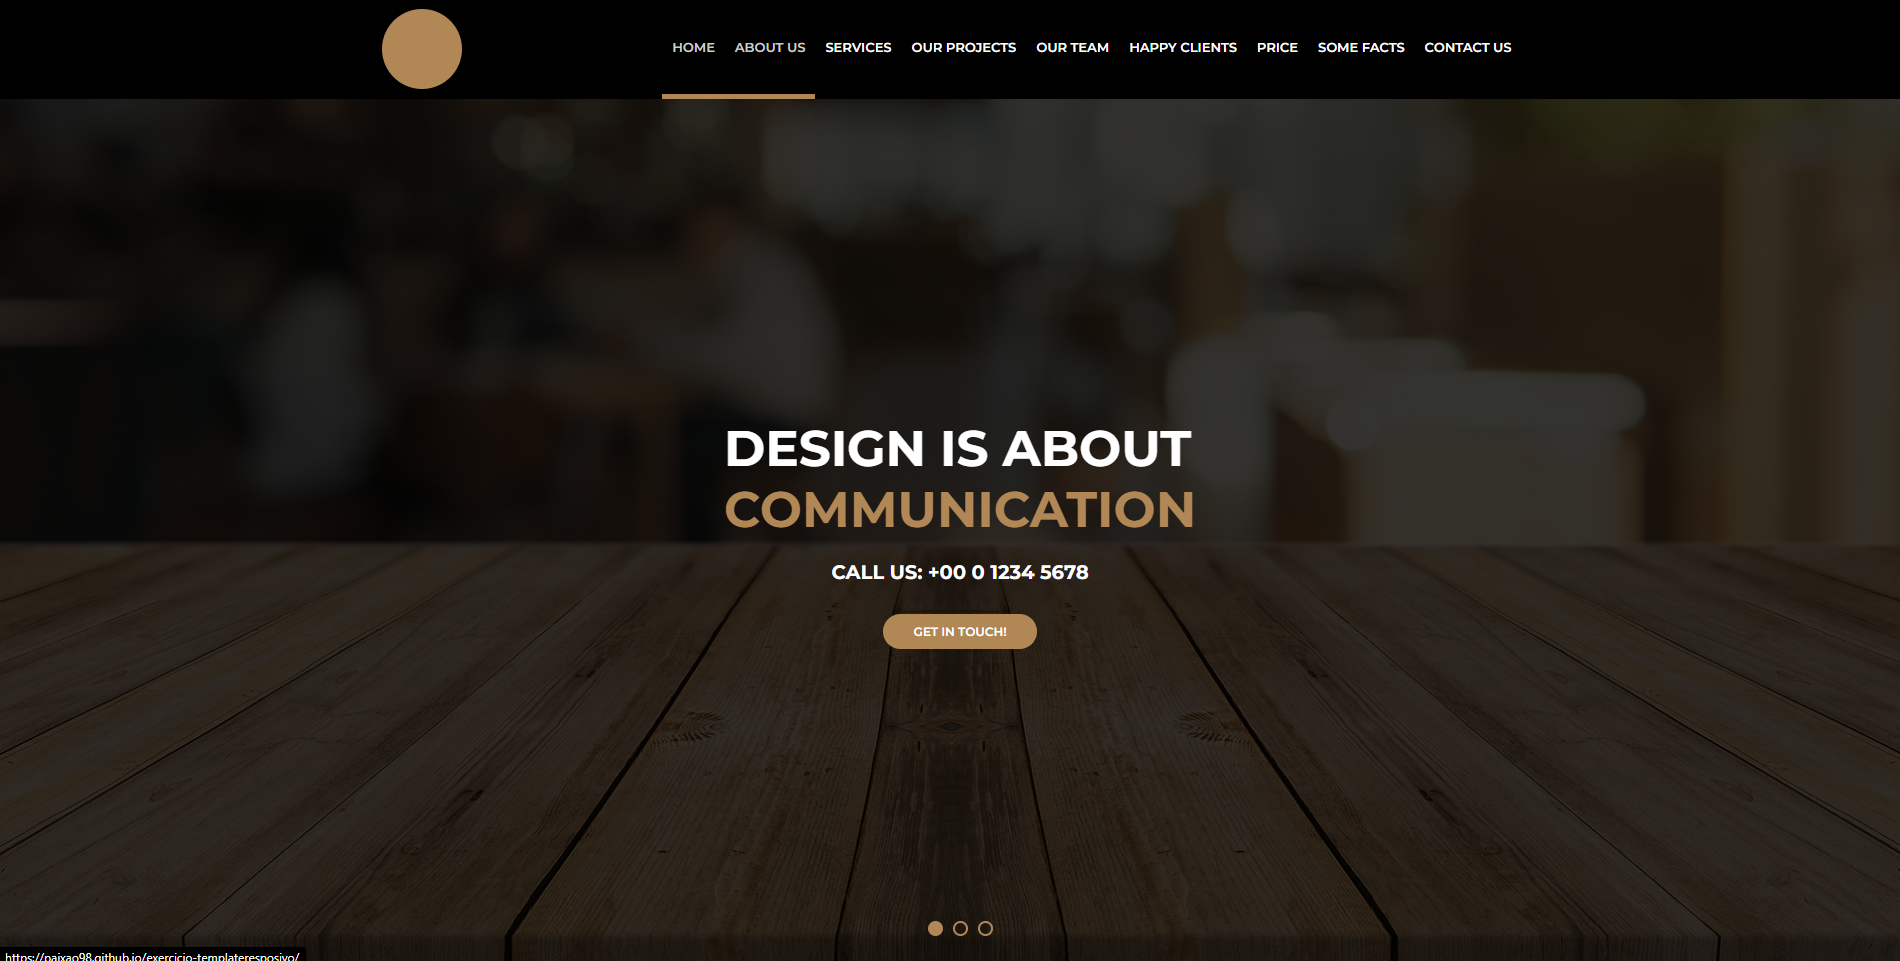 HOME ABOUT US SERVICES OUR PROJECTS OUR TEAM HAPPY CLIENTS PRICE SOME FACTS CONTACT US
DESIGN IS ABOUT
COMMUNICATION
CALL US: +00 0 1234 5678
GET IN TOUCH!
https://paixao98.github.io/exercicio-templateresposivo/